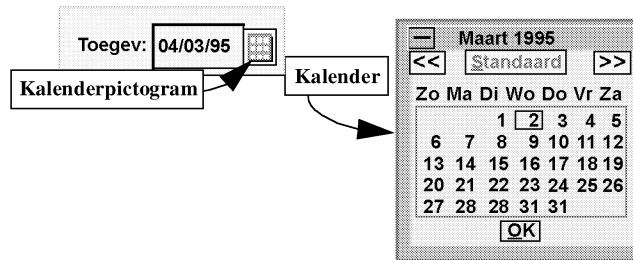 Toegev: 04/03/95
Kalenderpictogram
Kalender
Maart 1995
<< Standaard >>
Zo Ma Di Wo Do Vr Za
1 2 3 4 5
6 7 8 9 10 11 12
13 14 15 16 17 18 19
20 21 22 23 24 25 26
27 28 28 31 31
OK